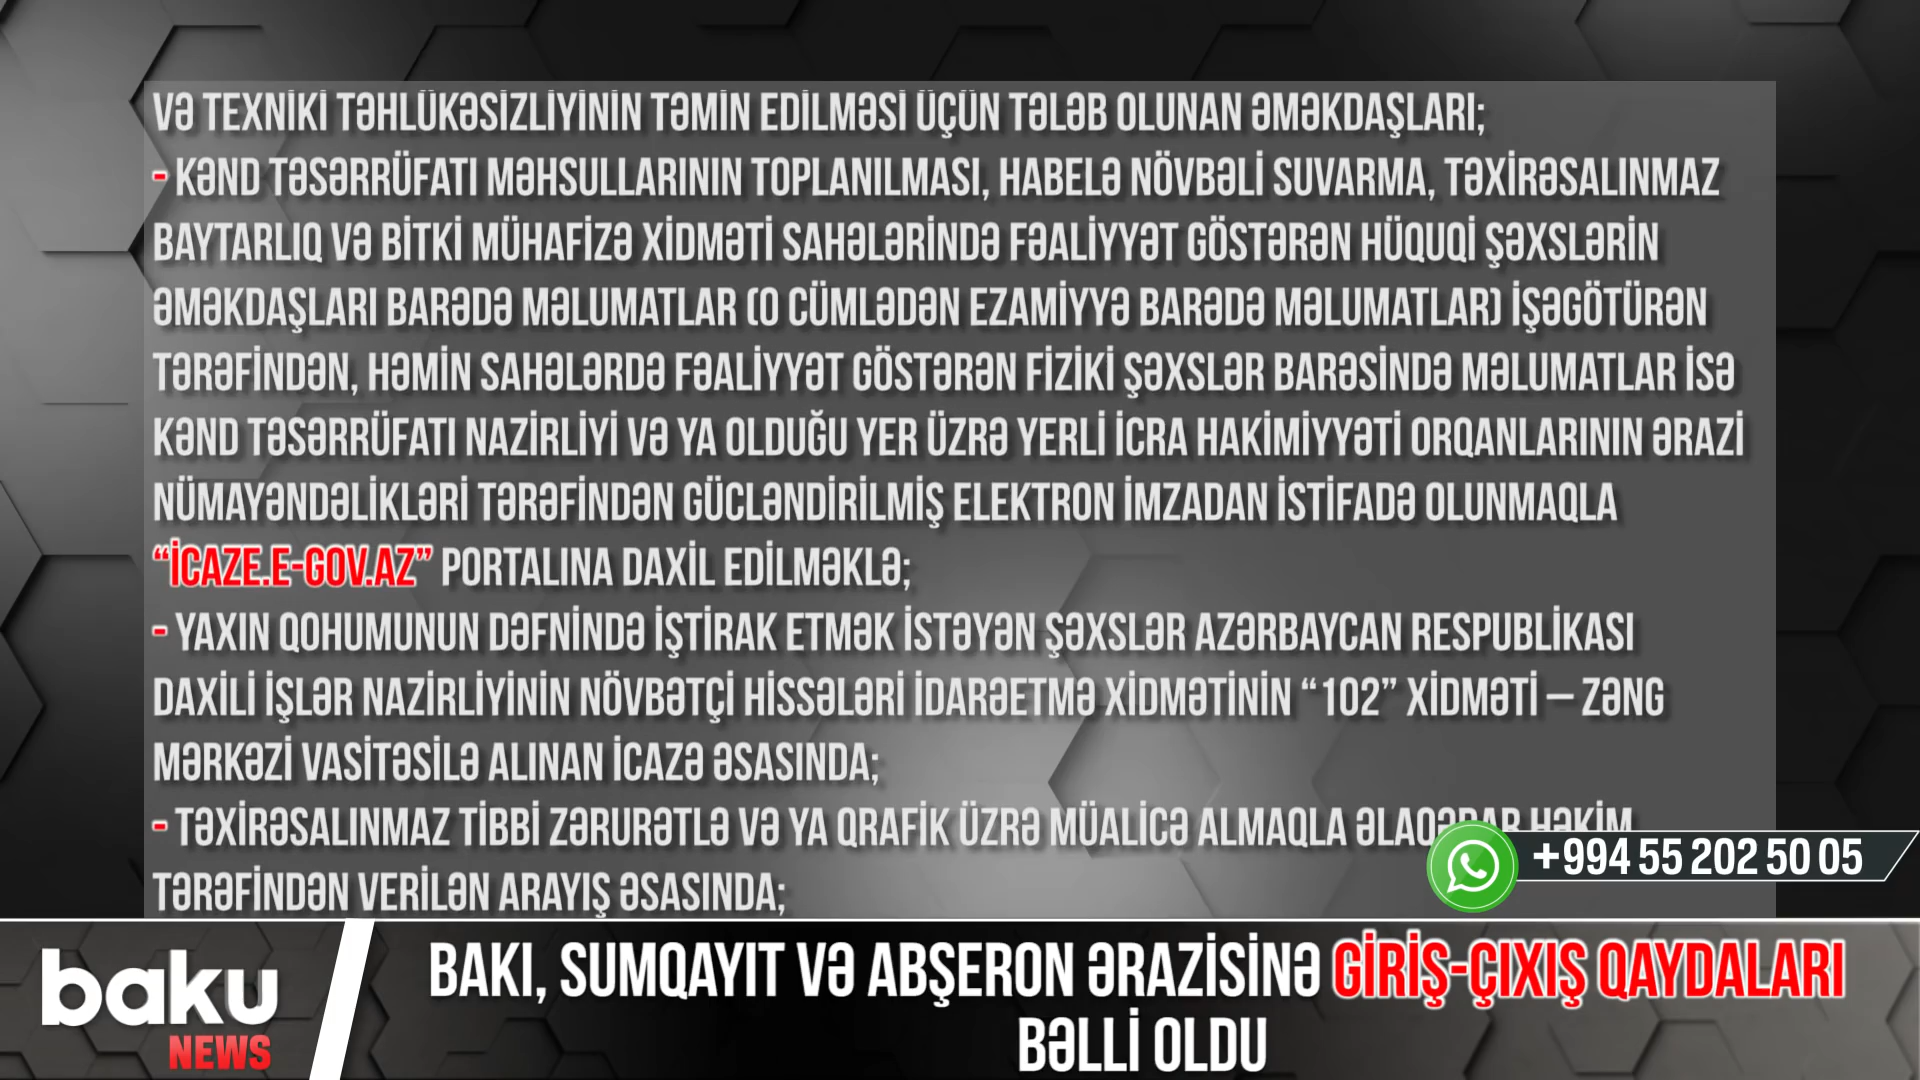 VƏ TEXNİKİ TƏHLÜKƏSİZLİYİNİN TƏMİN EDİLMƏSİ ÜÇÜN TƏLƏB OLUNAN ƏMƏKDAŞLARI;
- KƏND TƏSƏRRÜFATI MƏHSULLARININ TOPLANILMASI, HABELƏ NÖVBƏLİ SUVARMA, TƏXİRƏSALINMAZ
BAYTARLIQ VƏ BİTKİ MÜHAFİZƏ XİDMƏTİ SAHƏLƏRİNDƏ FƏALİYYƏT GÖSTƏRƏN HÜQUQİ ŞƏXSLƏRİN
ƏMƏKDAŞLARI BARƏDƏ MƏLUMATLAR (O CÜMLƏDƏN EZAMİYYƏ BARƏDƏ MƏLUMATLAR) İŞƏGÖTÜRƏN
TƏRƏFİNDƏN, HƏMİN SAHƏLƏRDƏ FƏALİYYƏT GÖSTƏRƏN FİZİKİ ŞƏXSLƏR BARƏSİNDƏ MƏLUMATLAR İSƏ
KƏND TƏSƏRRÜFATI NAZİRLİYİ VƏ YA OLDUĞU YER ÜZRƏ YERLİ İCRA HAKİMİYYƏTİ ORQANLARININ ƏRAZİ
NÜMAYƏNDƏLİKLƏRİ TƏRƏFİNDƏN GÜCLƏNDİRİLMİŞ ELEKTRON İMZADAN İSTİFADƏ OLUNMAQLA
“İCAZE.E-GOV.AZ” PORTALINA DAXİL EDİLMƏKLƏ;
- YAXIN QOHUMUNUN DƏFNİNDƏ İŞTİRAK ETMƏK İSTƏYƏN ŞƏXSLƏR AZƏRBAYCAN RESPUBLİKASI
DAXİLİ İŞLƏR NAZİRLİYİNİN NÖVBƏTÇİ HİSSƏLƏRİ İDARƏETMƏ XİDMƏTİNİN “102” XİDMƏTİ – ZƏNG
MƏRKƏZİ VASİTƏSİLƏ ALINAN İCAZƏ ƏSASINDA;
- TƏXİRƏSALINMAZ TİBBİ ZƏRURƏTLƏ VƏ YA QRAFİK ÜZRƏ MÜALİCƏ ALMAQLA ƏLAQƏDAR HƏKİM
TƏRƏFİNDƏN VERİLƏN ARAYIŞ ƏSASINDA;
+994 55 202 50 05
baku
NEWS
BAKI, SUMQAYIT VƏ ABŞERON ƏRAZİSİNƏ GİRİŞ-ÇIXIŞ QAYDALARI
BƏLLİ OLDU